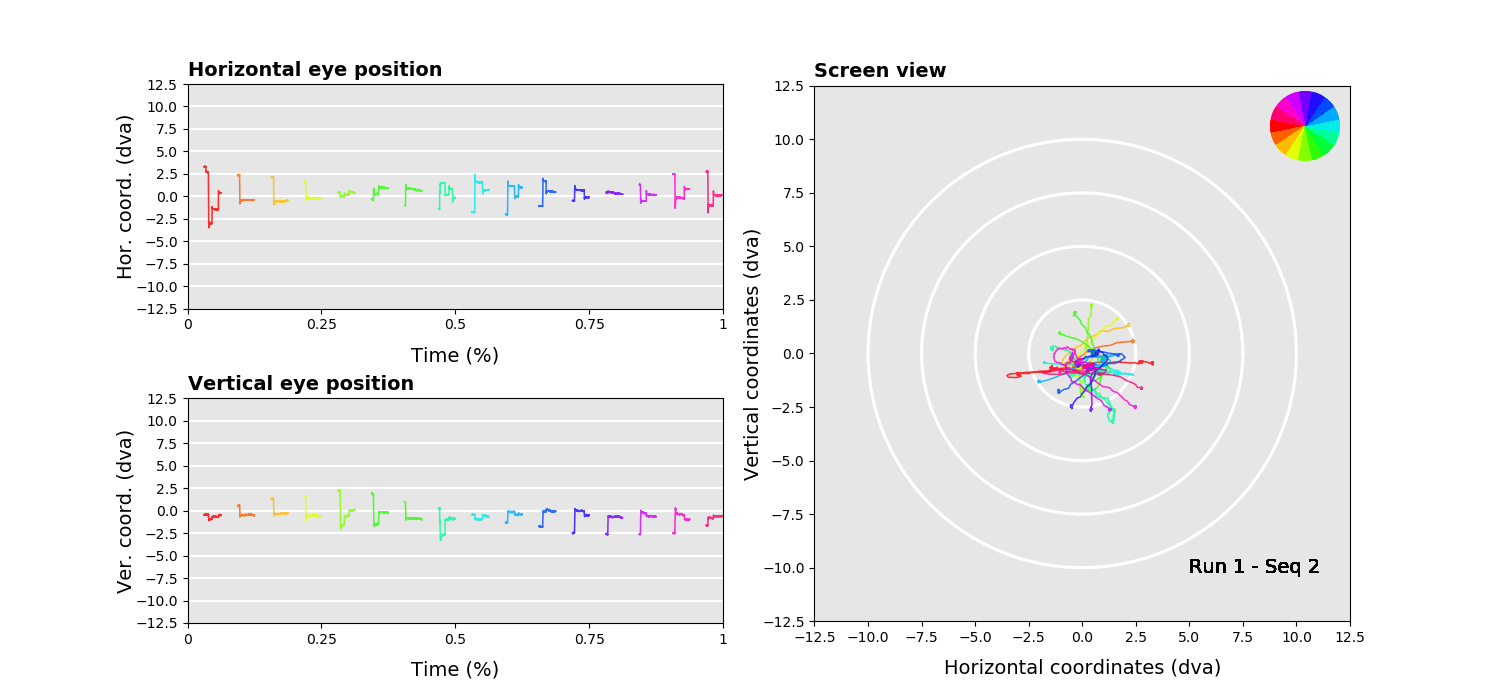 Horizontal eye position
12.5
10.0
7.5
5.0
2.5
0.0
−2.5
−5.0
−7.5
−10.0
−12.5
Hor. coord. (dva)
0 0.25 0.5 0.75 1
Time (%)
Vertical eye position
12.5
10.0
7.5
5.0
2.5
0.0
−2.5
−5.0
−7.5
−10.0
−12.5
Ver. coord. (dva)
0 0.25 0.5 0.75 1
Time (%)
Screen view
12.5
10.0
7.5
5.0
2.5
0.0
−2.5
−5.0
−7.5
−10.0
−12.5
Vertical coordinates (dva)
Run 1 - Seq 2
−12.5 −10.0 −7.5 −5.0 −2.5 0.0 2.5 5.0 7.5 10.0 12.5
Horizontal coordinates (dva)